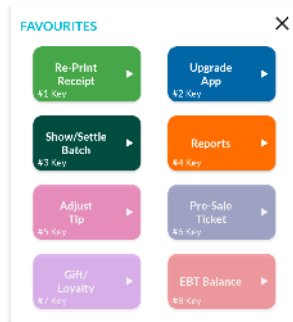 FAVOURITES
Re-Print
Receipt
#1 Key
Upgrade
App
#2 Key
Show/Settle
Batch
#3 Key
Reports
#4 Key
Adjust
Tip
#5 Key
Pre-Sale
Ticket
#6 Key
Gift/
Loyalty
#7 Key
EBT Balance
#8 Key